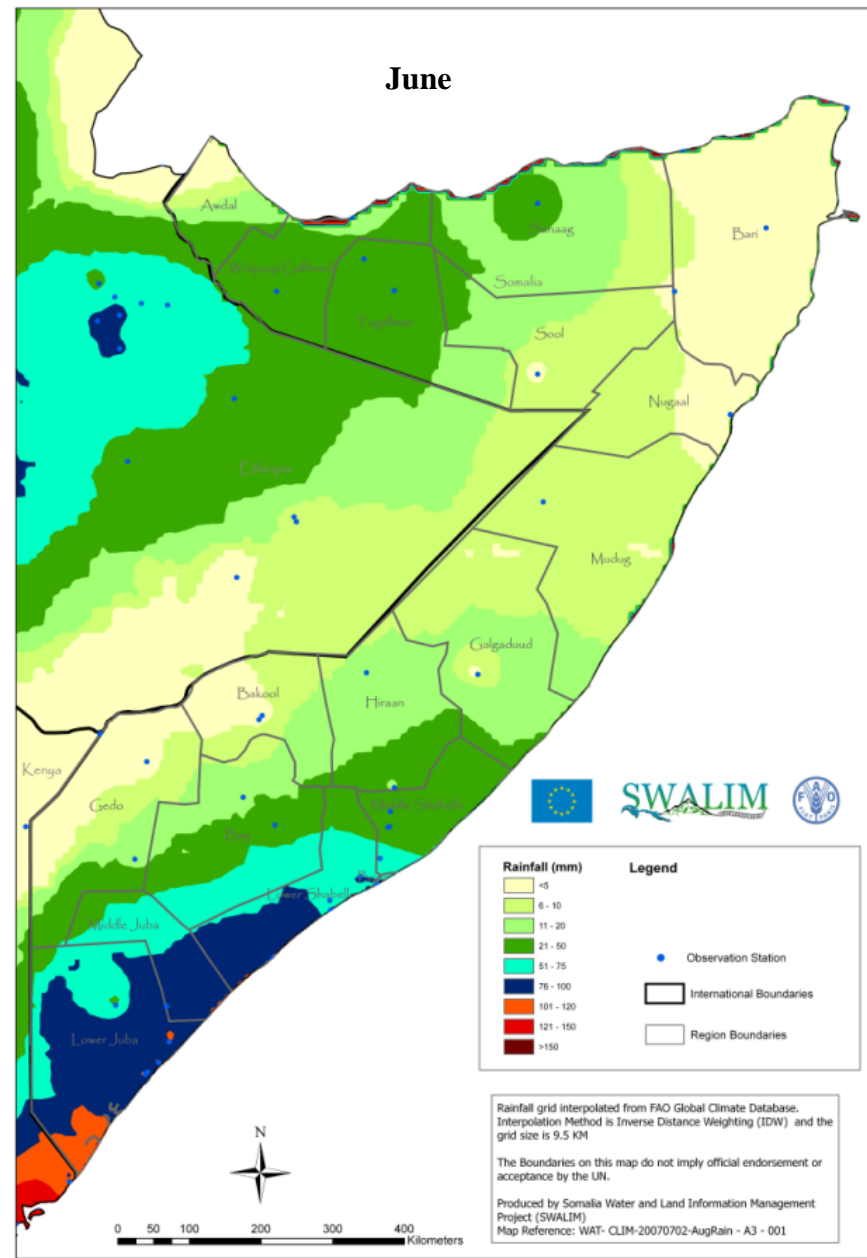 June
Awdal
Sanaag
Bari
Woqooyi Galbeed
Somalia
Togdheer
Sool
Nugaal
Ethiopia
Mudug
Galgaduud
Bakool
Hiraan
Kenya
Gedo
SWALIM
FAO
FIAT PANIS
Middle Shabelle
Bay
Rainfall (mm)
Legend
<5
6 - 10
11 - 20
21 - 50
51 - 75
76 - 100
101 - 120
121 - 150
>150
Observation Station
International Boundaries
Region Boundaries
Lower Shabelle
Middle Juba
Lower Juba
N
Rainfall grid interpolated from FAO Global Climate Database.
Interpolation Method is Inverse Distance Weighting (IDW) and the
grid size is 9.5 KM
The Boundaries on this map do not imply official endorsement or
acceptance by the UN.
Produced by Somalia Water and Land Information Management
Project (SWALIM)
Map Reference: WAT- CLIM-20070702-AugRain - A3 - 001
0 50 100 200 300 400
Kilometers